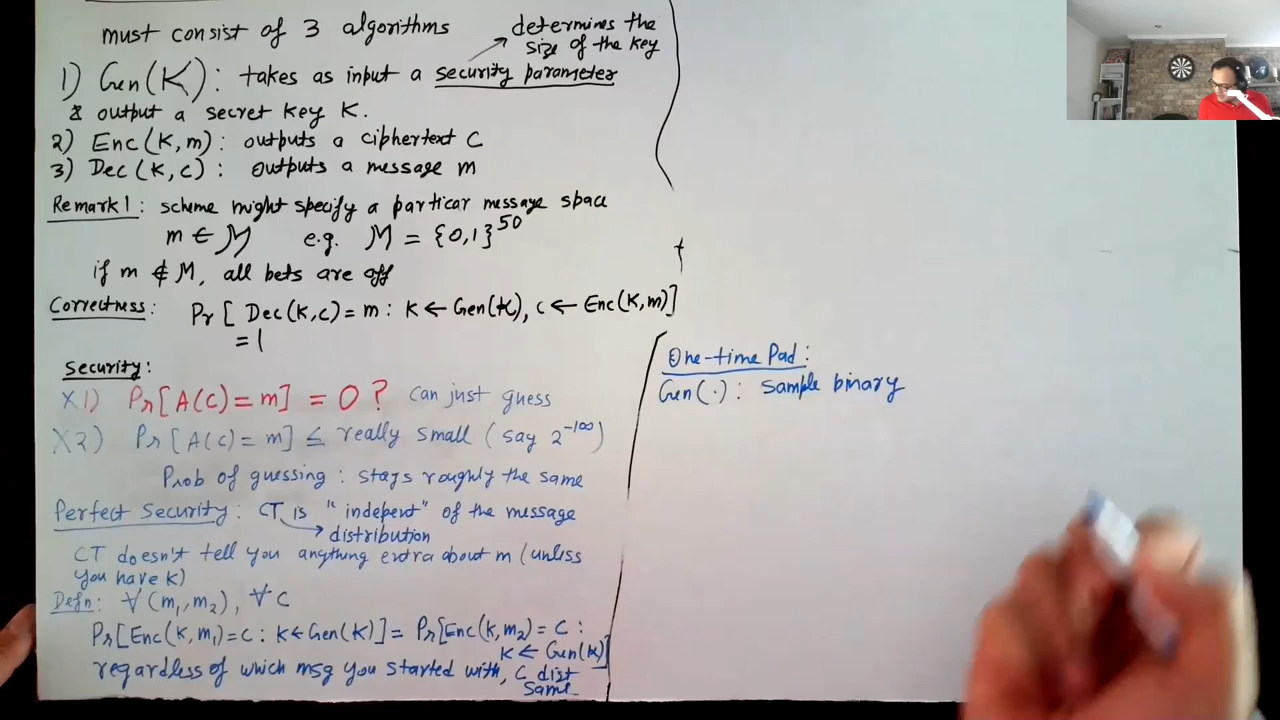 must consist of 3 algorithms
determines the
size of the key
1) Gen(K): takes as input a security parameter
& output a secret key K.
2) Enc(K,m): outputs a ciphertext C
3) Dec(K,c): outputs a message m
Remark1: scheme might specify a particar message space
m ∈ M e.g. M = {0,1}^50
if m ∉ M, all bets are off
Correctness: Pr[ Dec(K,c)=m : K ← Gen(K), c ← Enc(K,m)]
= 1
Security:
X1) Pr[A(C)=m] = 0? can just guess
X2) Pr[A(C)=m] ≤ really small (say 2^-100)
Prob of guessing: stays roughly the same
Perfect Security: CT is "indepent" of the message
distribution
CT doesn't tell you anything extra about m (unless
you have K)
Defn: ∀(m1,m2), ∀C
Pr[Enc(K,m1)=C : K←Gen(K)] = Pr[Enc(K,m2)=C :
K ← Gen(K)]
regardless of which msg you started with, C dist
same
One-time Pad:
Gen(·): Sample binary